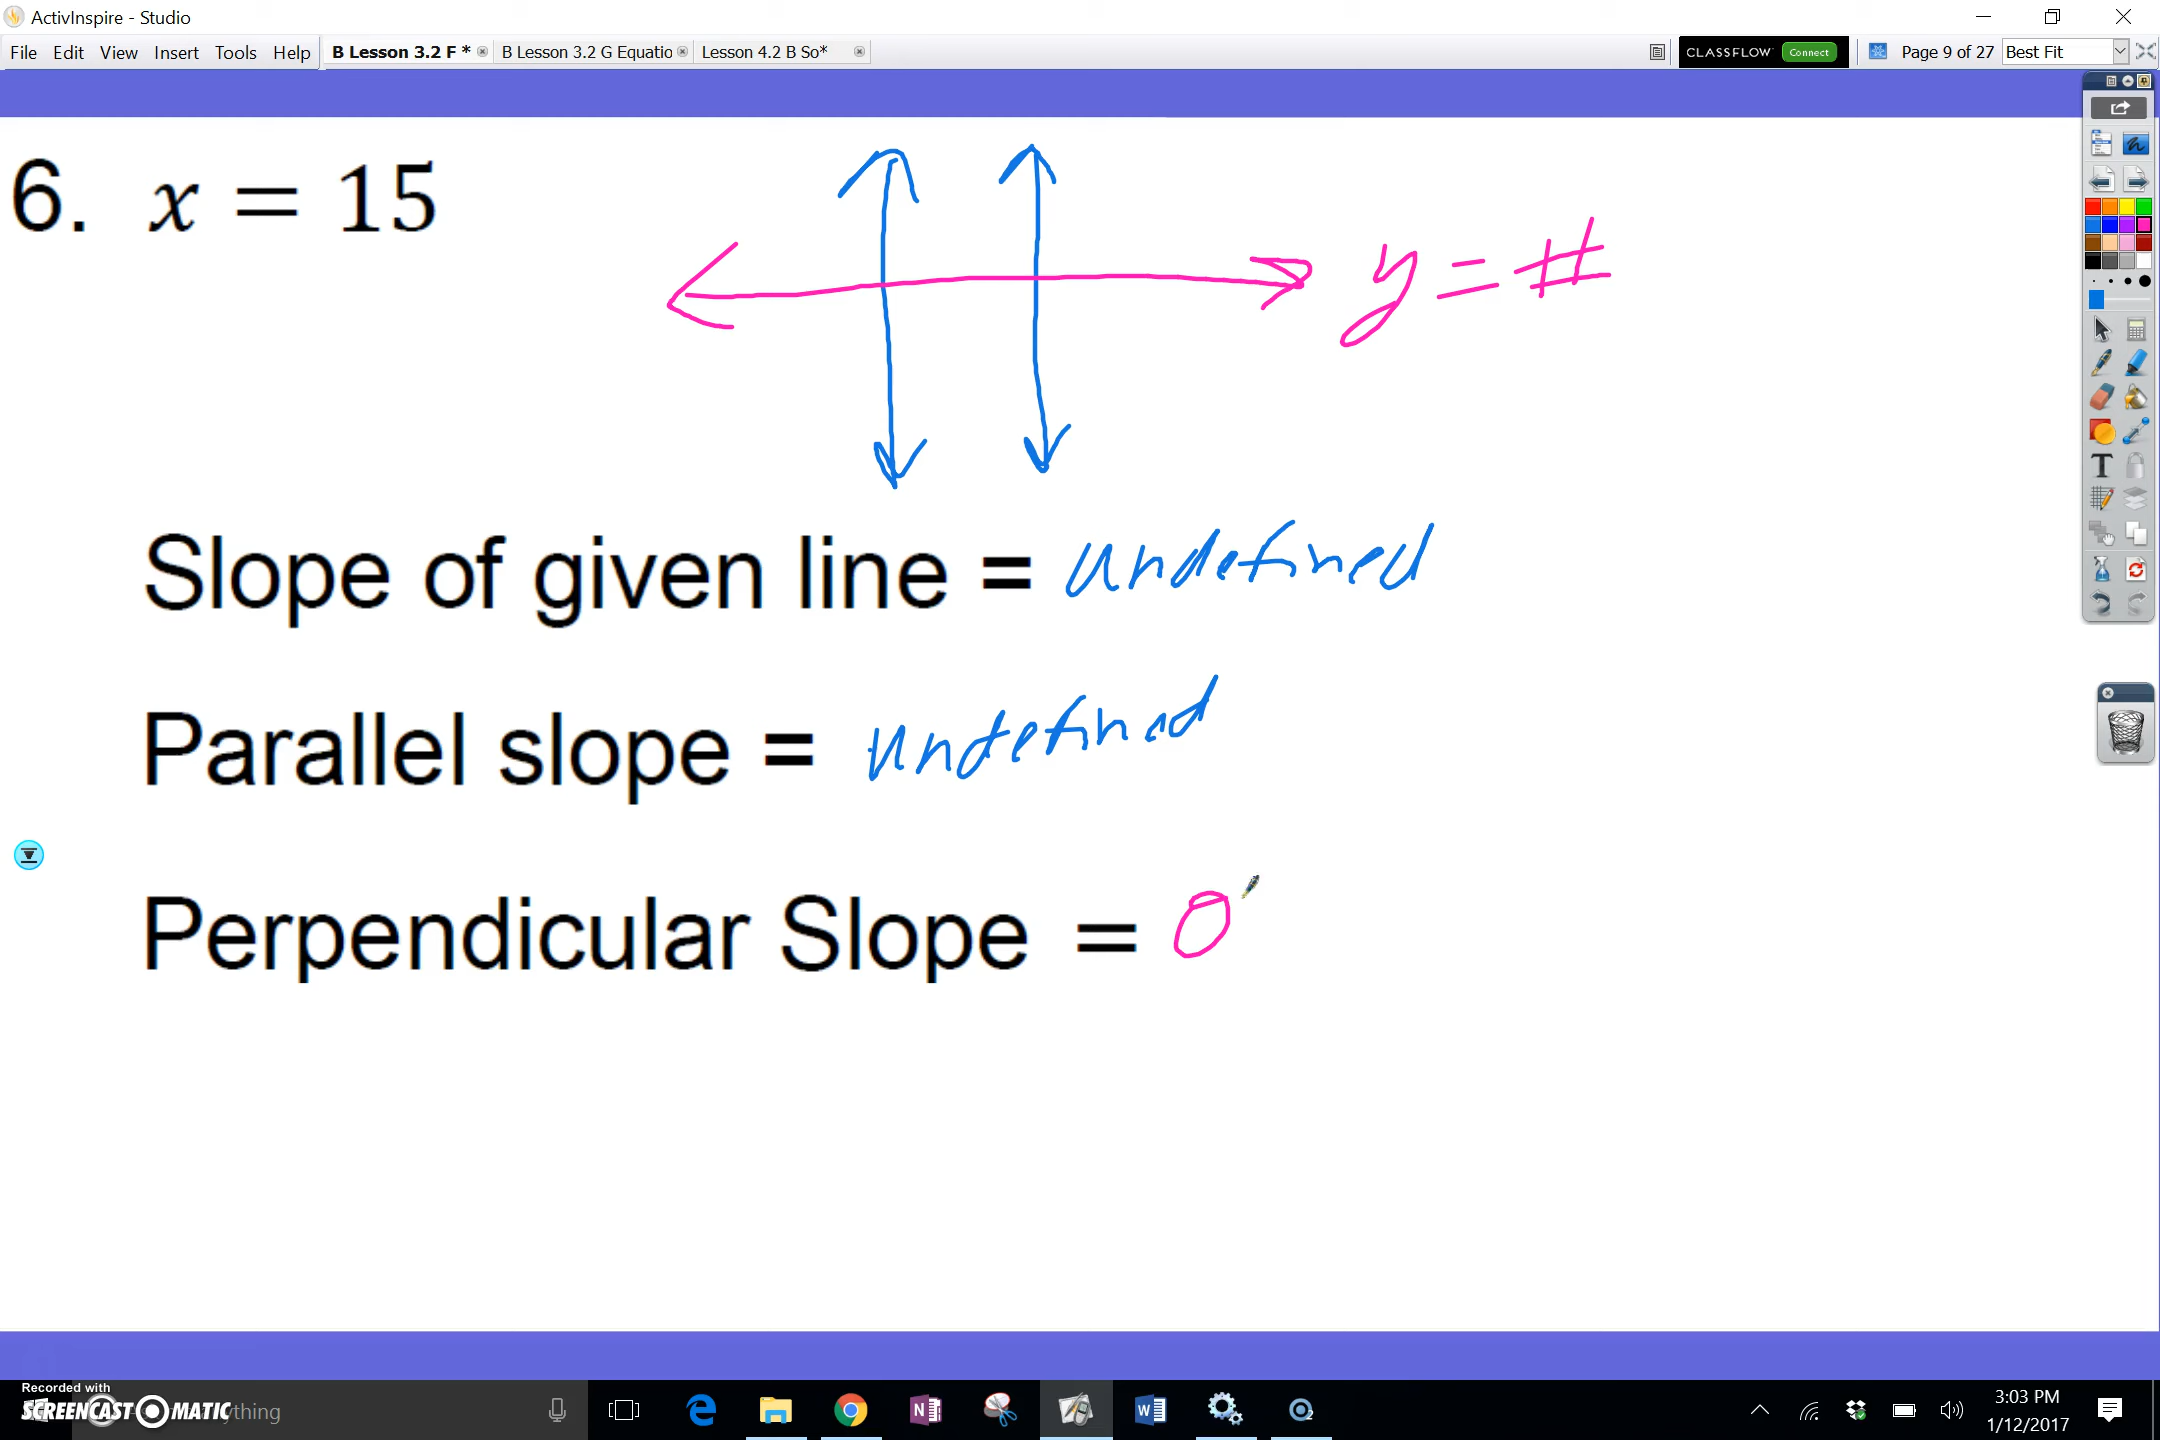 ActivInspire - Studio
File Edit View Insert Tools Help B Lesson 3.2 F * B Lesson 3.2 G Equatio Lesson 4.2 B So* CLASSFLOW Connect Page 9 of 27 Best Fit
6. x = 15
y = #
Slope of given line = undefined
Parallel slope = undefined
Perpendicular Slope = 0
Recorded with
SCREENCAST-O-MATIC ything
3:03 PM
1/12/2017